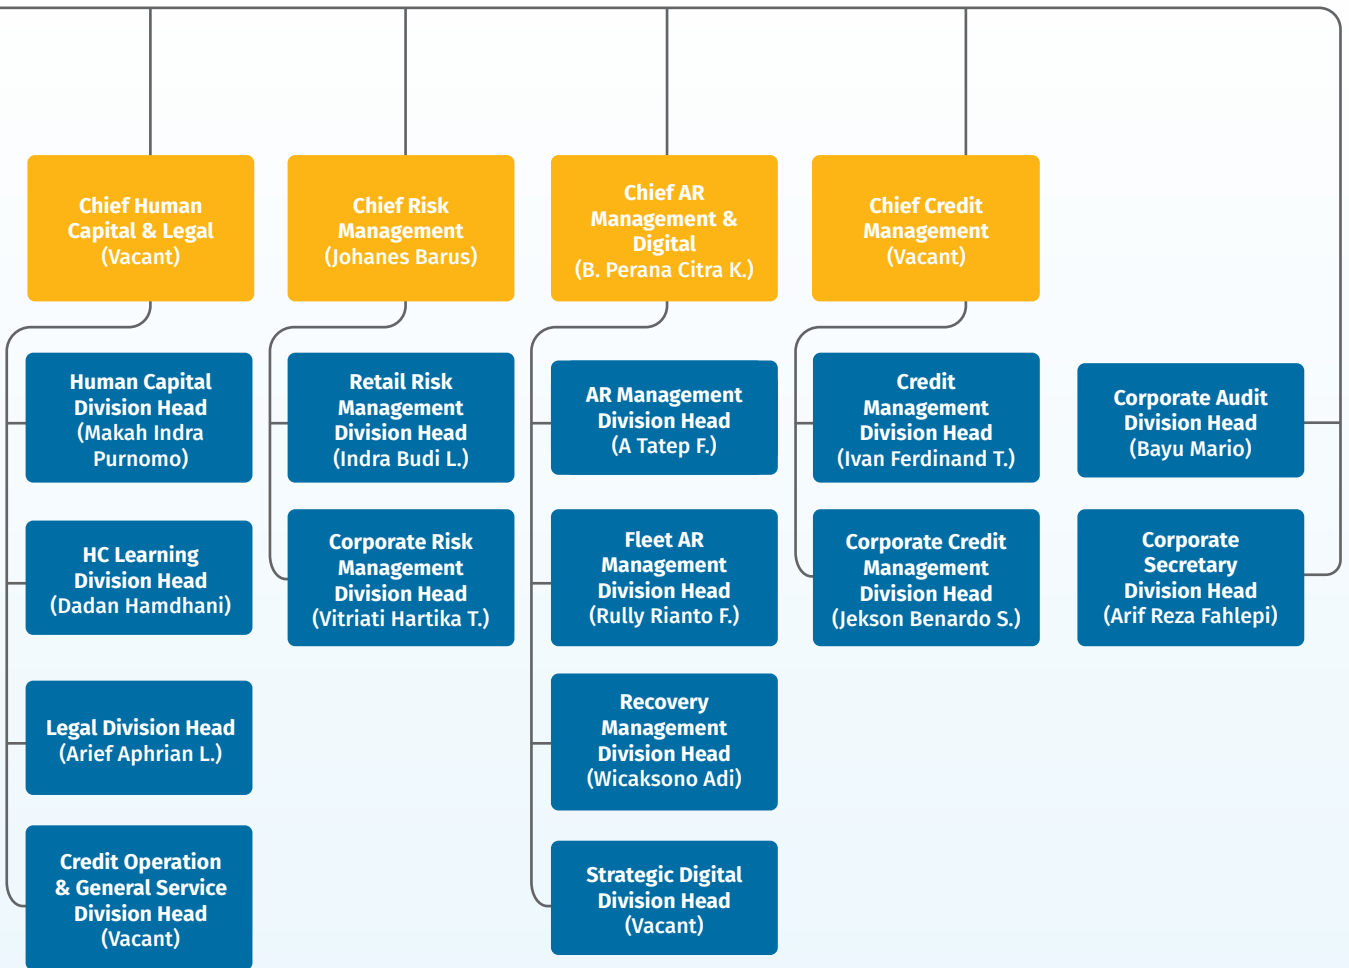 Chief Human
Capital & Legal
(Vacant)
Chief Risk
Management
(Johanes Barus)
Chief AR
Management &
Digital
(B. Perana Citra K.)
Chief Credit
Management
(Vacant)
Human Capital
Division Head
(Makah Indra
Purnomo)
HC Learning
Division Head
(Dadan Hamdhani)
Legal Division Head
(Arief Aphrian L.)
Credit Operation
& General Service
Division Head
(Vacant)
Retail Risk
Management
Division Head
(Indra Budi L.)
Corporate Risk
Management
Division Head
(Vitriati Hartika T.)
AR Management
Division Head
(A Tatep F.)
Fleet AR
Management
Division Head
(Rully Rianto F.)
Recovery
Management
Division Head
(Wicaksono Adi)
Strategic Digital
Division Head
(Vacant)
Credit
Management
Division Head
(Ivan Ferdinand T.)
Corporate Credit
Management
Division Head
(Jekson Benardo S.)
Corporate Audit
Division Head
(Bayu Mario)
Corporate
Secretary
Division Head
(Arif Reza Fahlepi)